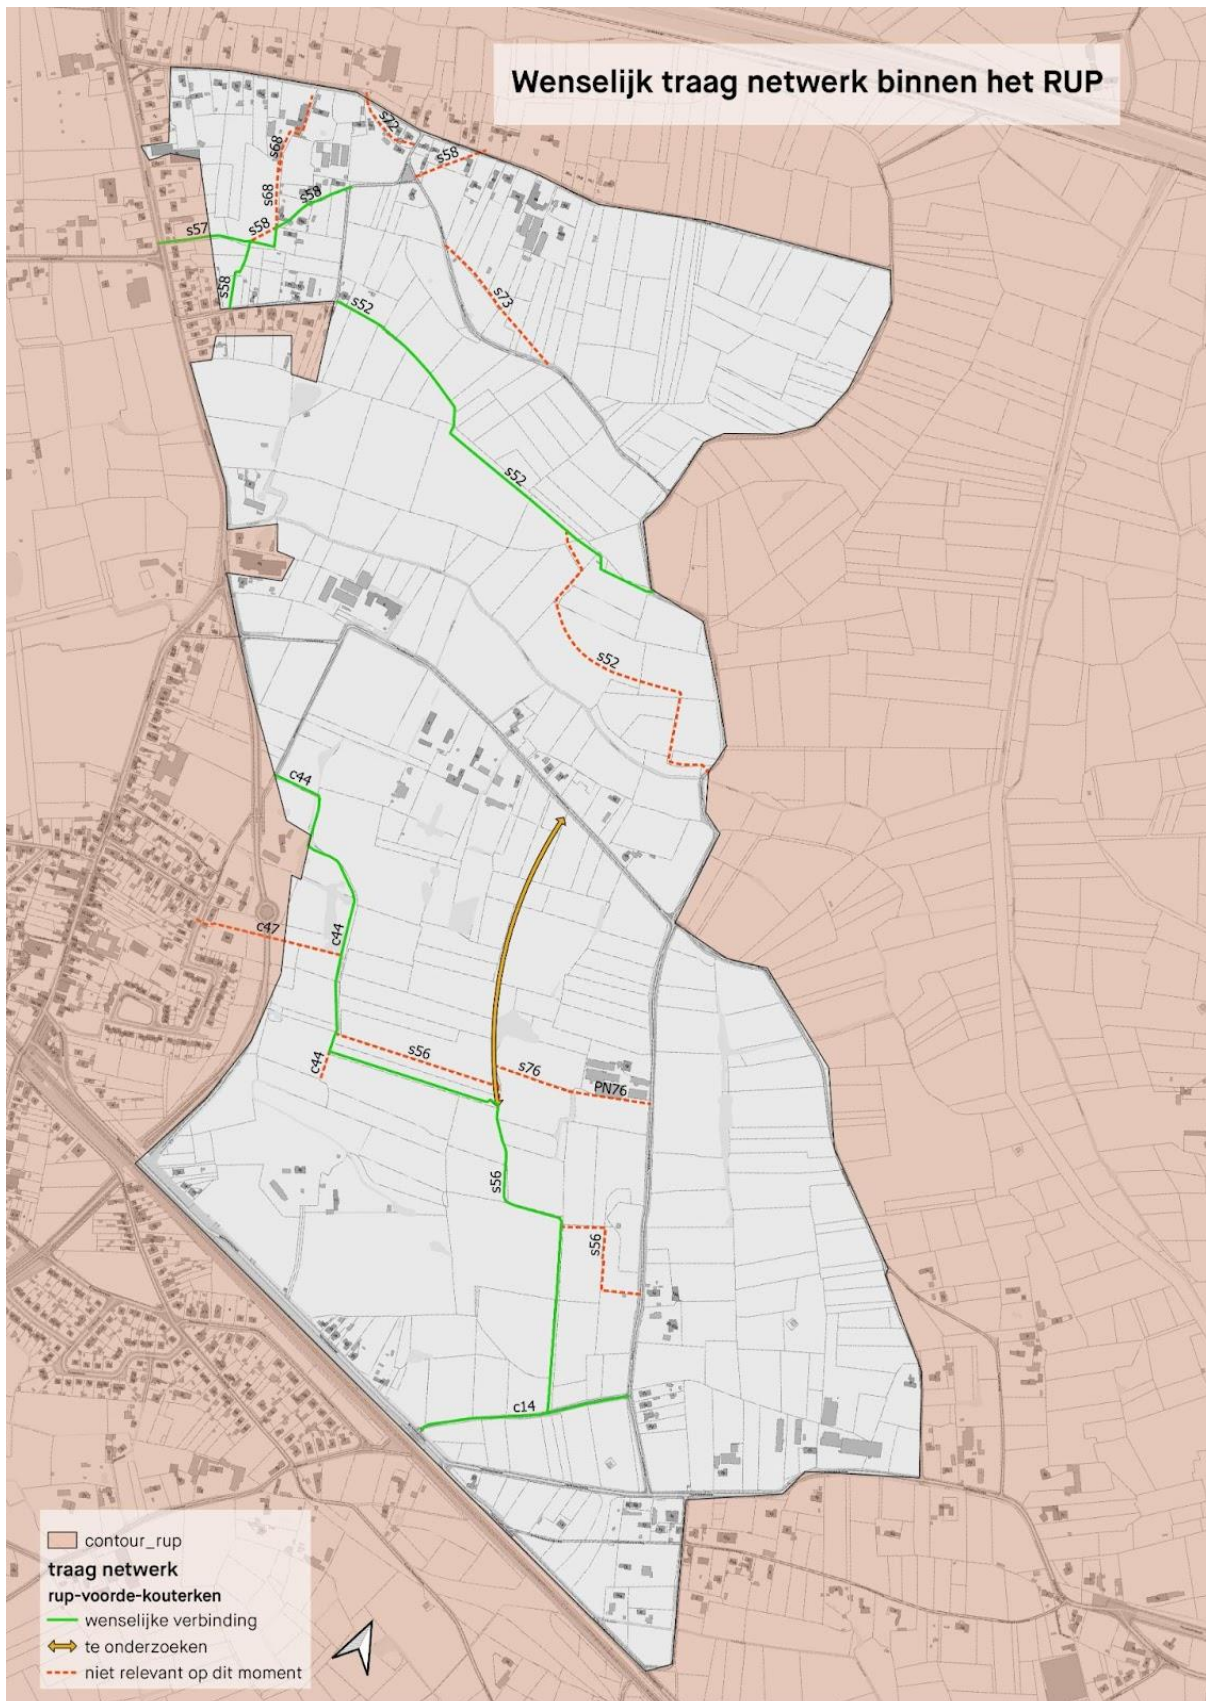 Wenselijk traag netwerk binnen het RUP
s72
s68
s58
s68
s58
s58
s57
s58
s52
s73
s52
s52
c44
c47
c44
s56
c44
s76
PN76
s56
s56
c14
contour_rup
traag netwerk
rup-voorde-kouterken
wenselijke verbinding
te onderzoeken
niet relevant op dit moment